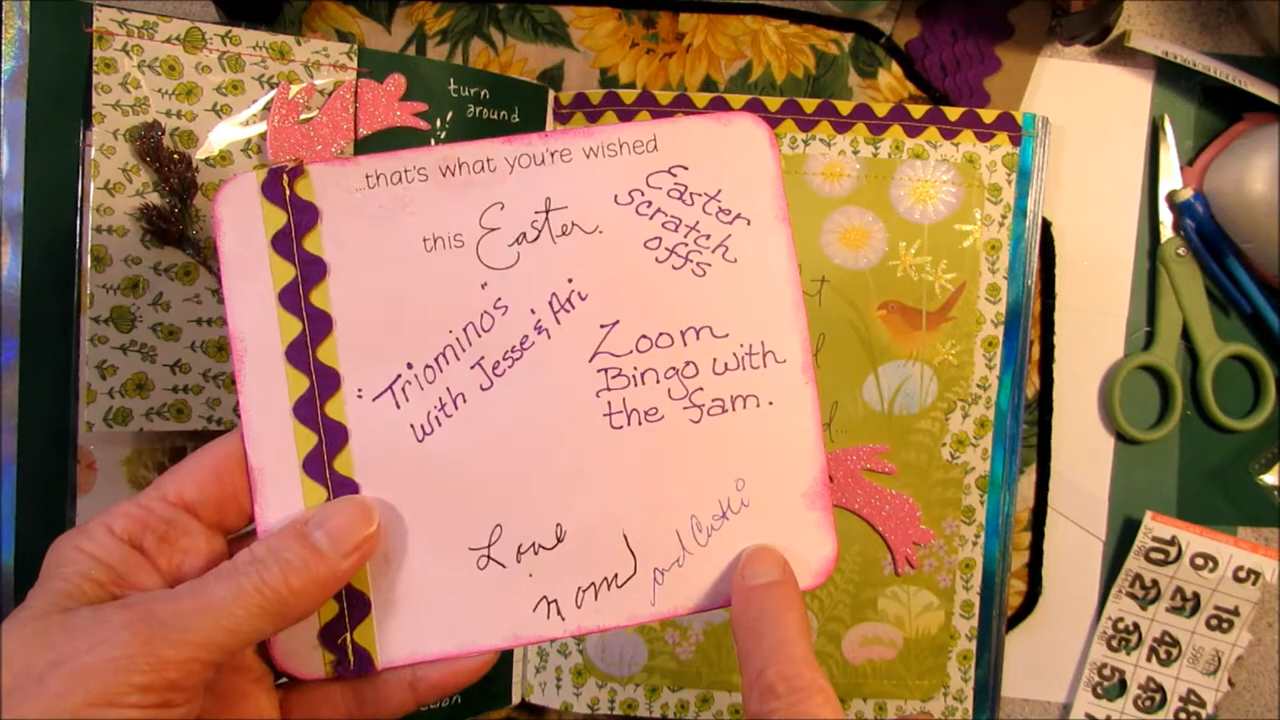 turn
around
!!
...that's what you're wished
this Easter.
Easter
scratch
offs
"Triominos"
with Jesse & Ari
Zoom
Bingo with
the fam.
Love
Mom
and
10 6 5
27 21 18
35 42
53 49 48